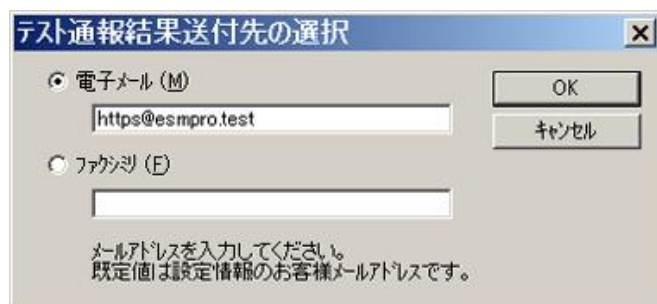 テスト通報結果送付先の選択
電子メール (M)
OK
https@esmpro.test
キャンセル
ファクシミリ (F)
メールアドレスを入力してください。
既定値は設定情報のお客様メールアドレスです。